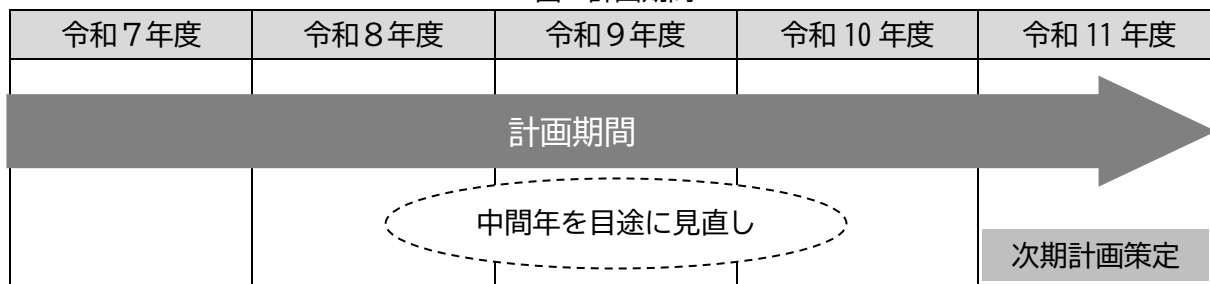 令和７年度 令和８年度 令和９年度 令和 10 年度 令和 11 年度
計画期間
中間年を目途に見直し
次期計画策定